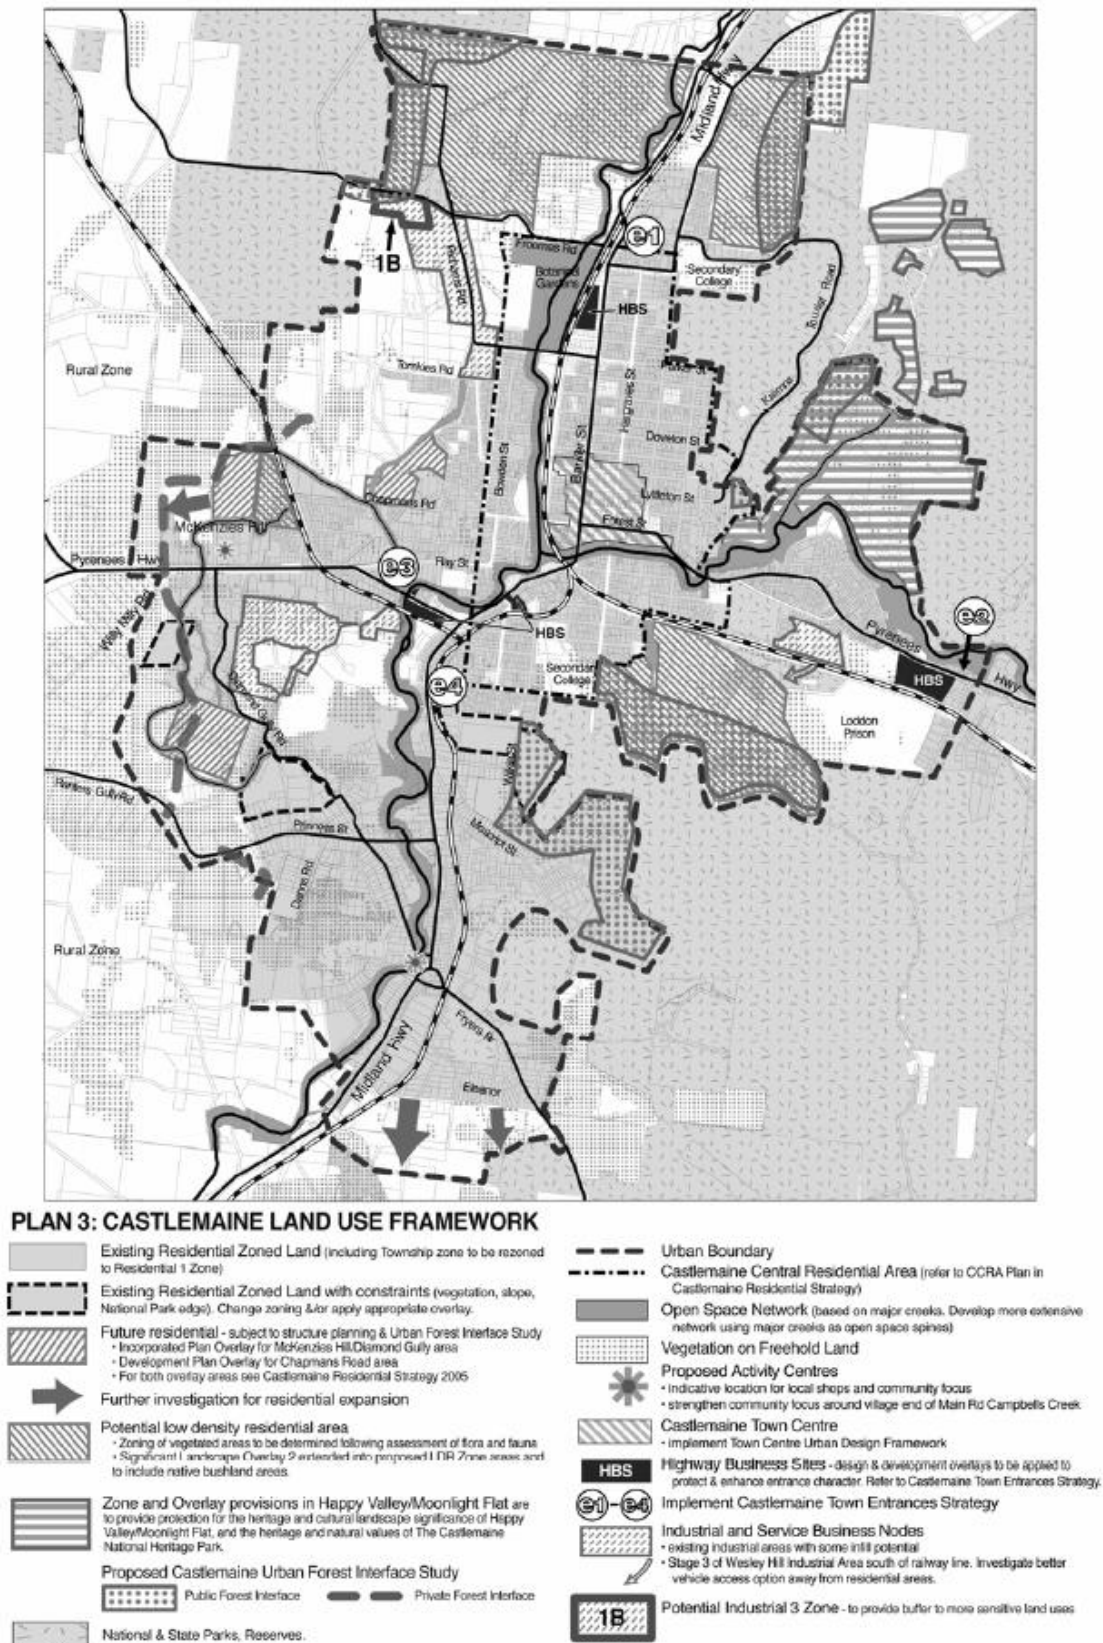 Midland Hwy
e1
Froomes Rd
Botanical
Gardens
Secondary
College
1B
Richards Rd
HBS
Rural Zone
Tomkies Rd
Parker St
Hargraves St
Barker St
Kalimna
Tourist Road
Doveton St
Bowden St
Lyttleton St
Chapmans Rd
Forest St
McKenzies Rd
Pyrenees Hwy
e3
Ray St
e2
Willy Milly Rd
HBS
Pyrenees
Hwy
HBS
Secondary
College
e4
Diamond Gully Rd
Loddon
Prison
Ranters Gully Rd
Princess St
Moscript St
Danns Rd
Rural Zone
Midland Hwy
Fryers Rd
Eleanor
PLAN 3: CASTLEMAINE LAND USE FRAMEWORK
Existing Residential Zoned Land (including Township zone to be rezoned
to Residential 1 Zone)
Existing Residential Zoned Land with constraints (vegetation, slope,
National Park edge). Change zoning &/or apply appropriate overlay.
Future residential - subject to structure planning & Urban Forest Interface Study
• Incorporated Plan Overlay for McKenzies Hill/Diamond Gully area
• Development Plan Overlay for Chapmans Road area
• For both overlay areas see Castlemaine Residential Strategy 2005
Further investigation for residential expansion
Potential low density residential area
• Zoning of vegetated areas to be determined following assessment of flora and fauna
• Significant Landscape Overlay 2 extended into proposed LDR Zone areas and
to include native bushland areas.
Zone and Overlay provisions in Happy Valley/Moonlight Flat are
to provide protection for the heritage and cultural landscape significance of Happy
Valley/Moonlight Flat, and the heritage and natural values of The Castlemaine
National Heritage Park.
Proposed Castlemaine Urban Forest Interface Study
Public Forest Interface
Private Forest Interface
National & State Parks, Reserves.
Urban Boundary
Castlemaine Central Residential Area (refer to CCRA Plan in
Castlemaine Residential Strategy)
Open Space Network (based on major creeks. Develop more extensive
network using major creeks as open space spines)
Vegetation on Freehold Land
Proposed Activity Centres
• indicative location for local shops and community focus
• strengthen community focus around village end of Main Rd Campbells Creek
Castlemaine Town Centre
- implement Town Centre Urban Design Framework
HBS
Highway Business Sites - design & development overlays to be applied to
protect & enhance entrance character. Refer to Castlemaine Town Entrances Strategy.
e1-e4 Implement Castlemaine Town Entrances Strategy
Industrial and Service Business Nodes
• existing industrial areas with some infill potential
• Stage 3 of Wesley Hill Industrial Area south of railway line. Investigate better
vehicle access option away from residential areas.
1B
Potential Industrial 3 Zone - to provide buffer to more sensitive land uses